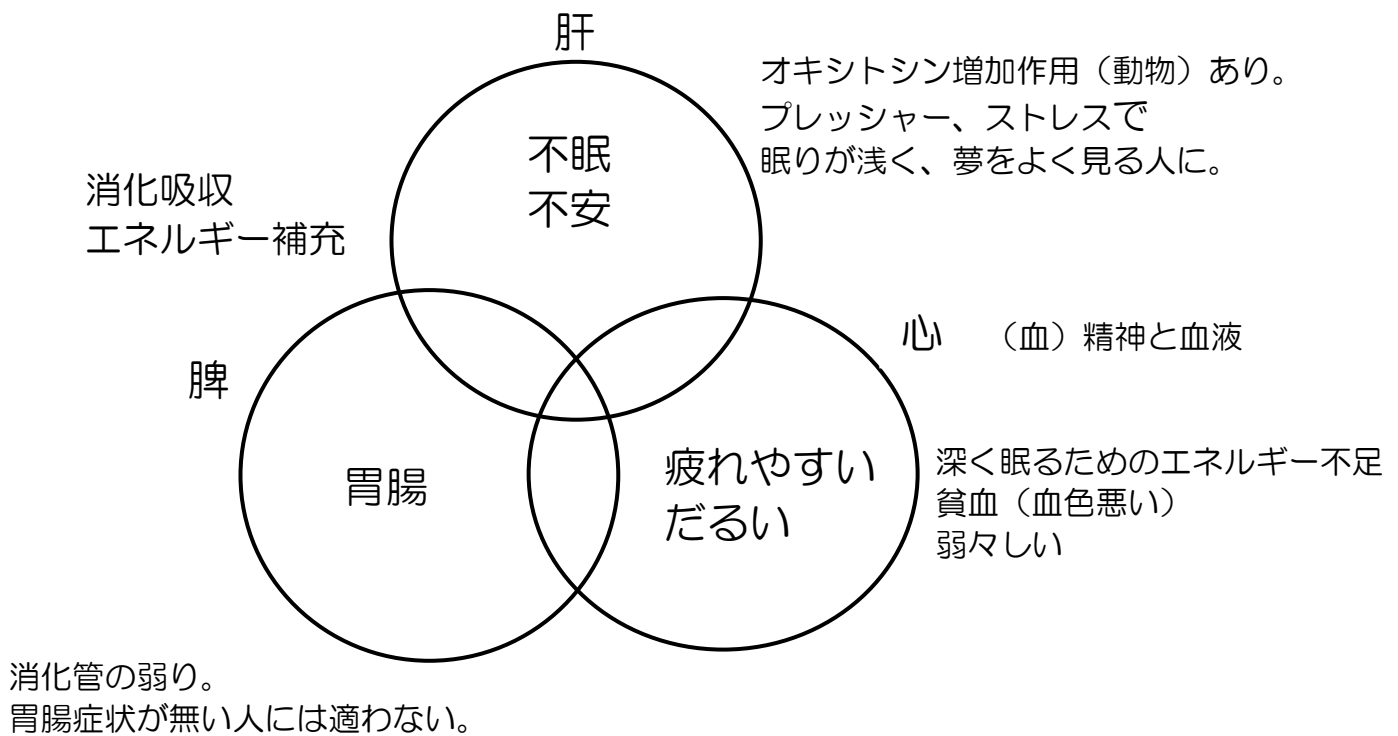 肝
オキシトシン増加作用（動物）あり。
プレッシャー、ストレスで
眠りが浅く、夢をよく見る人に。
不眠
不安
消化吸収
エネルギー補充
心　（血）精神と血液
脾
胃腸
疲れやすい
だるい
深く眠るためのエネルギー不足
貧血（血色悪い）
弱々しい
消化管の弱り。
胃腸症状が無い人には適わない。